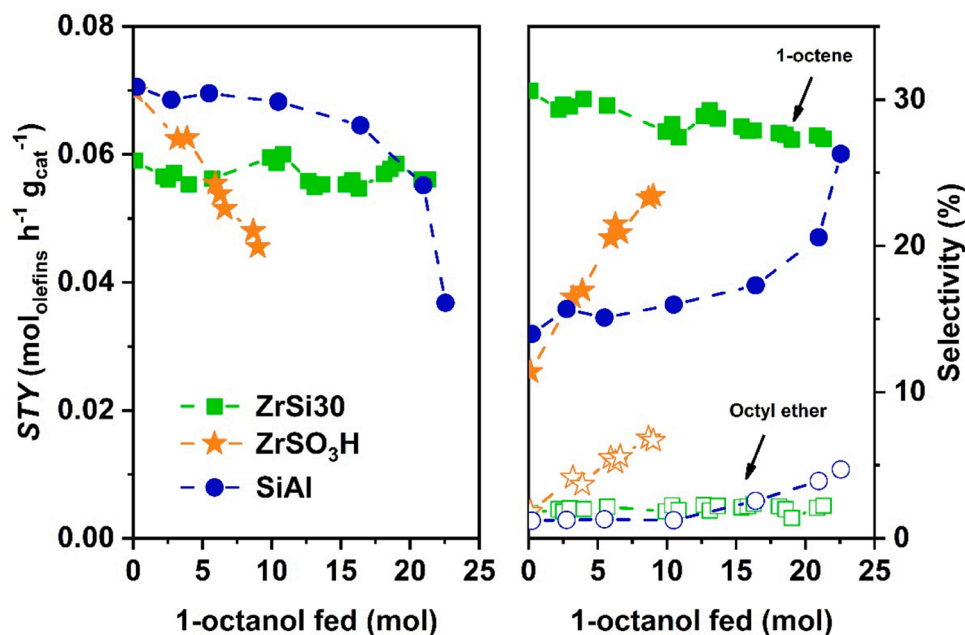 0.08
0.06
0.04
0.02
0.00
STY (mol_olefins h⁻¹ g_cat⁻¹)
ZrSi30
ZrSO₃H
SiAl
0 5 10 15 20 25
1-octanol fed (mol)
1-octene
Octyl ether
30
20
10
0
Selectivity (%)
0 5 10 15 20 25
1-octanol fed (mol)